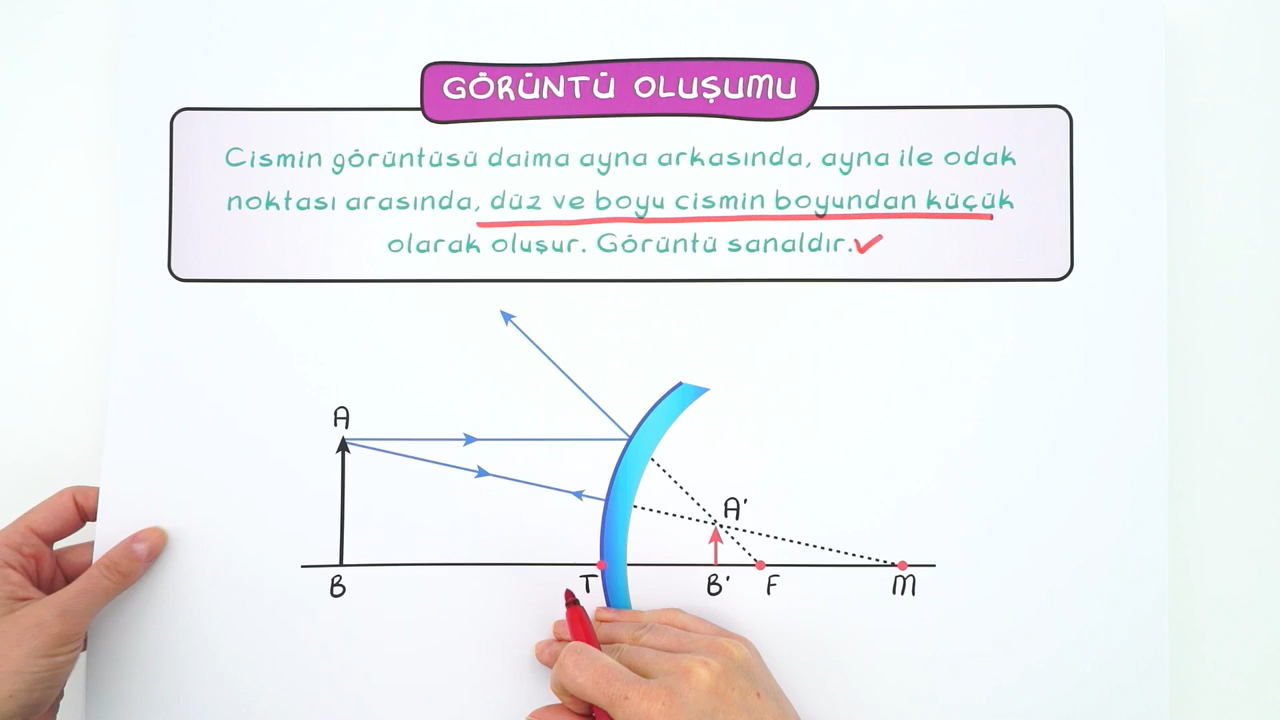 GÖRÜNTÜ OLUŞUMU
Cismin görüntüsü daima ayna arkasında, ayna ile odak
noktası arasında, düz ve boyu cismin boyundan küçük
olarak oluşur. Görüntü sanaldır.
A
A'
B
T
B'
F
M